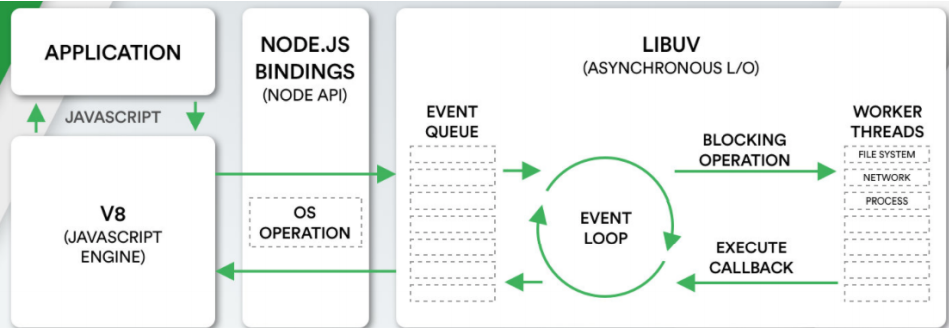 APPLICATION
JAVASCRIPT
V8
(JAVASCRIPT
ENGINE)
NODE.JS
BINDINGS
(NODE API)
OS
OPERATION
LIBUV
(ASYNCHRONOUS L/O)
EVENT
QUEUE
EVENT
LOOP
BLOCKING
OPERATION
EXECUTE
CALLBACK
WORKER
THREADS
FILE SYSTEM
NETWORK
PROCESS